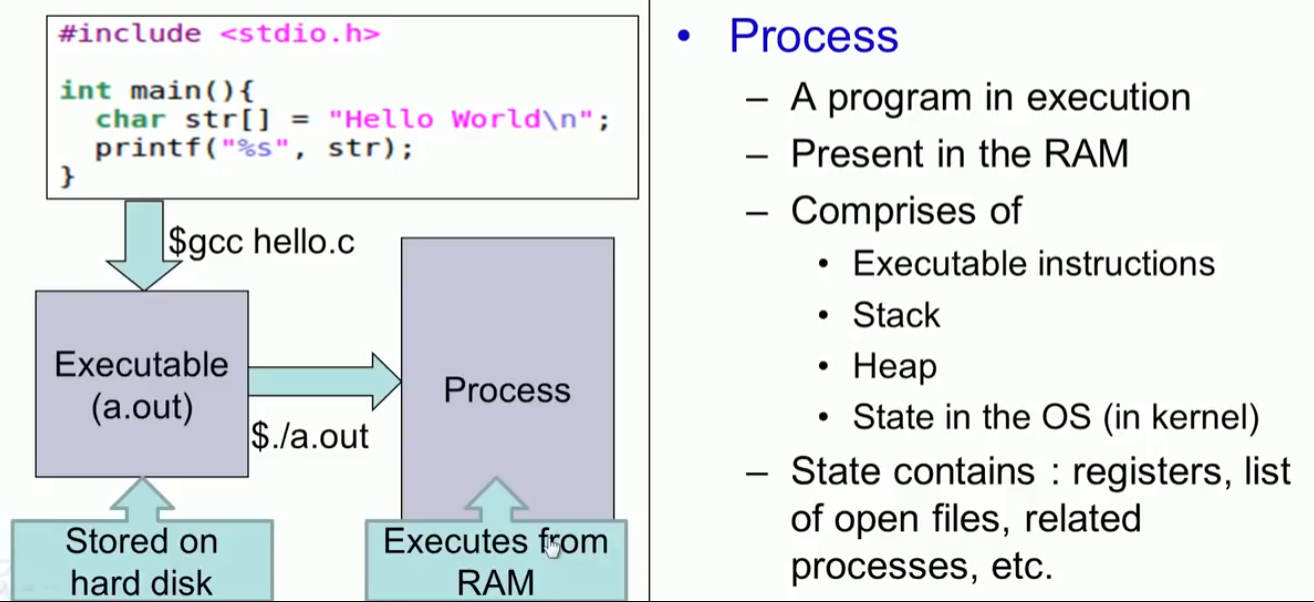 #include <stdio.h>
int main(){
char str[] = "Hello World\n";
printf("%s", str);
}
$gcc hello.c
Executable
(a.out)
$./a.out
Process
Stored on
hard disk
Executes from
RAM
• Process
– A program in execution
– Present in the RAM
– Comprises of
• Executable instructions
• Stack
• Heap
• State in the OS (in kernel)
– State contains : registers, list
of open files, related
processes, etc.